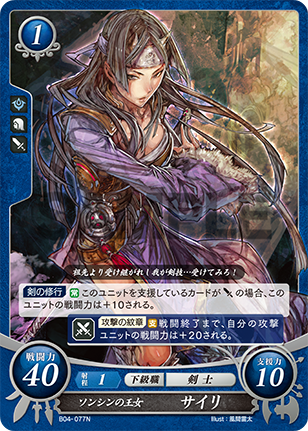 1
祖先より受け継がれし我が剣技…受けてみろ！
剣の修行 常 このユニットを支援しているカードが の場合、この
ユニットの戦闘力は＋10される。
攻撃の紋章 支 戦闘終了まで、自分の攻撃
ユニットの戦闘力は＋20される。
戦闘力
40
射程 1 下級職 剣士
支援力
10
ソンシンの王女 サイリ
B04-077N
Illust：風間雷太